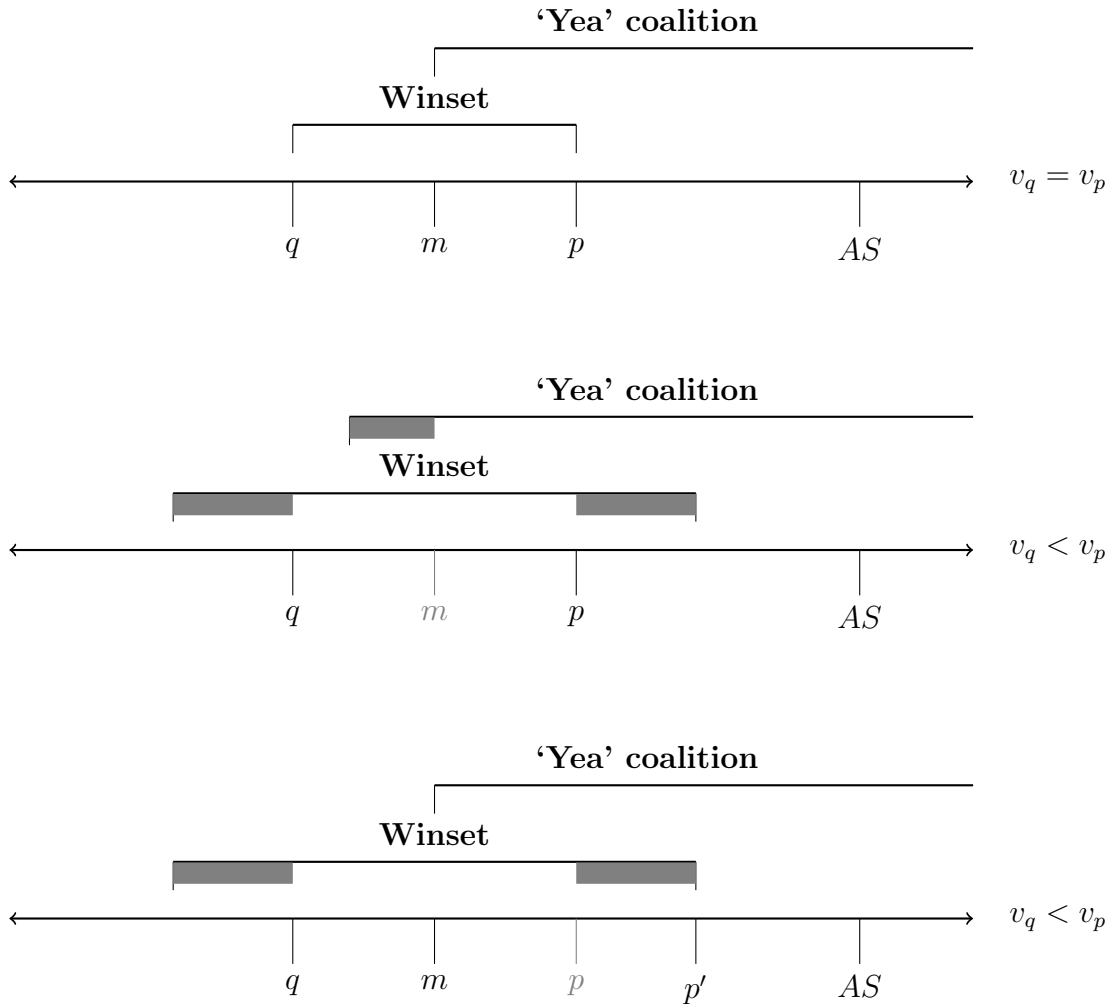 ‘Yea’ coalition
Winset
v_q = v_p
q m p AS
‘Yea’ coalition
Winset
v_q < v_p
q m p AS
‘Yea’ coalition
Winset
v_q < v_p
q m p p′ AS